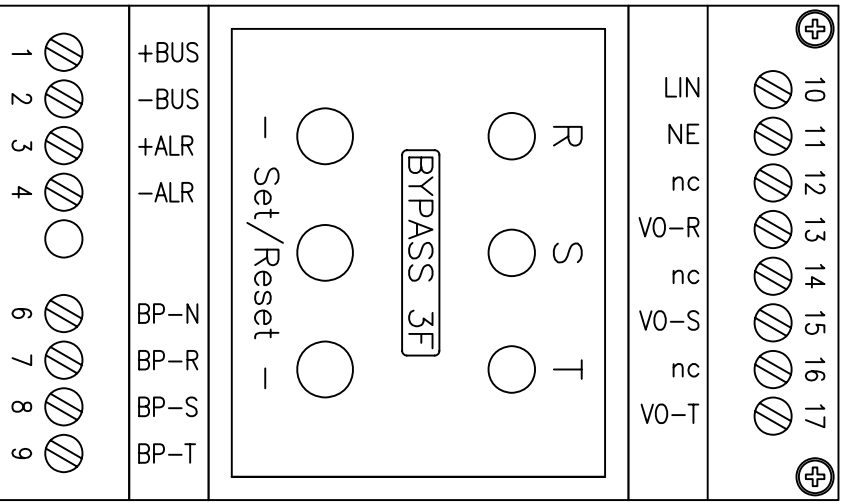 1 +BUS
2 -BUS
3 +ALR
4 -ALR
6 BP-N
7 BP-R
8 BP-S
9 BP-T
- Set/Reset -
BYPASS 3F
R S T
LIN 10
NE 11
nc 12
VO-R 13
nc 14
VO-S 15
nc 16
VO-T 17